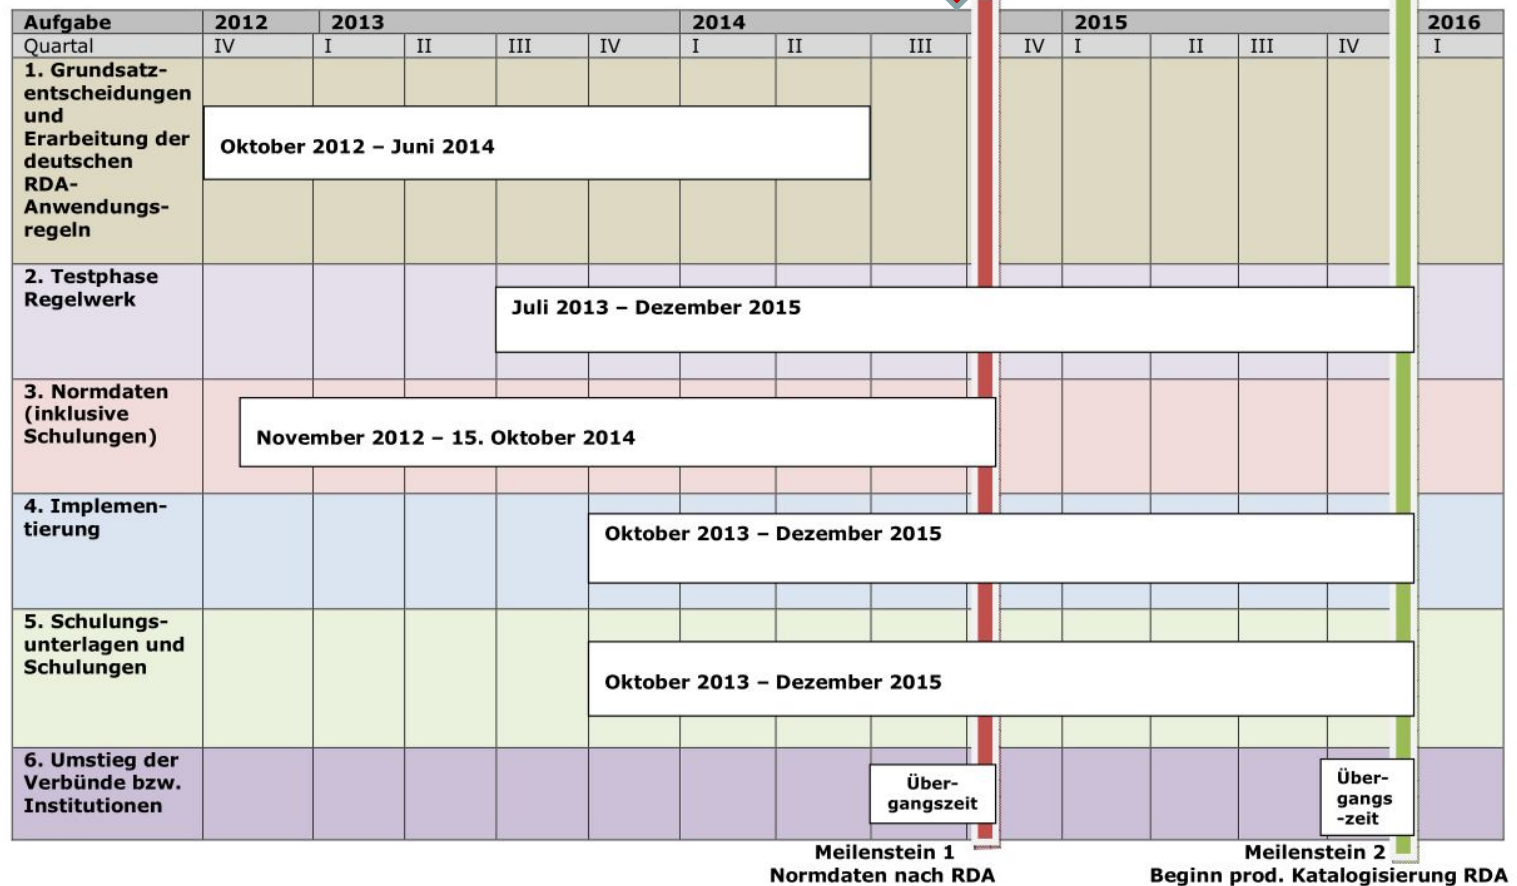 Aufgabe 2012 2013 2014 2015 2016
Quartal IV I II III IV I II III IV I II III IV I
1. Grundsatz-
entscheidungen
und
Erarbeitung der
deutschen
RDA-
Anwendungs-
regeln
Oktober 2012 – Juni 2014
2. Testphase
Regelwerk
Juli 2013 – Dezember 2015
3. Normdaten
(inklusive
Schulungen)
November 2012 – 15. Oktober 2014
4. Implemen-
tierung
Oktober 2013 – Dezember 2015
5. Schulungs-
unterlagen und
Schulungen
Oktober 2013 – Dezember 2015
6. Umstieg der
Verbünde bzw.
Institutionen
Über-
gangszeit
Über-
gangs
-zeit
Meilenstein 1
Normdaten nach RDA
Meilenstein 2
Beginn prod. Katalogisierung RDA